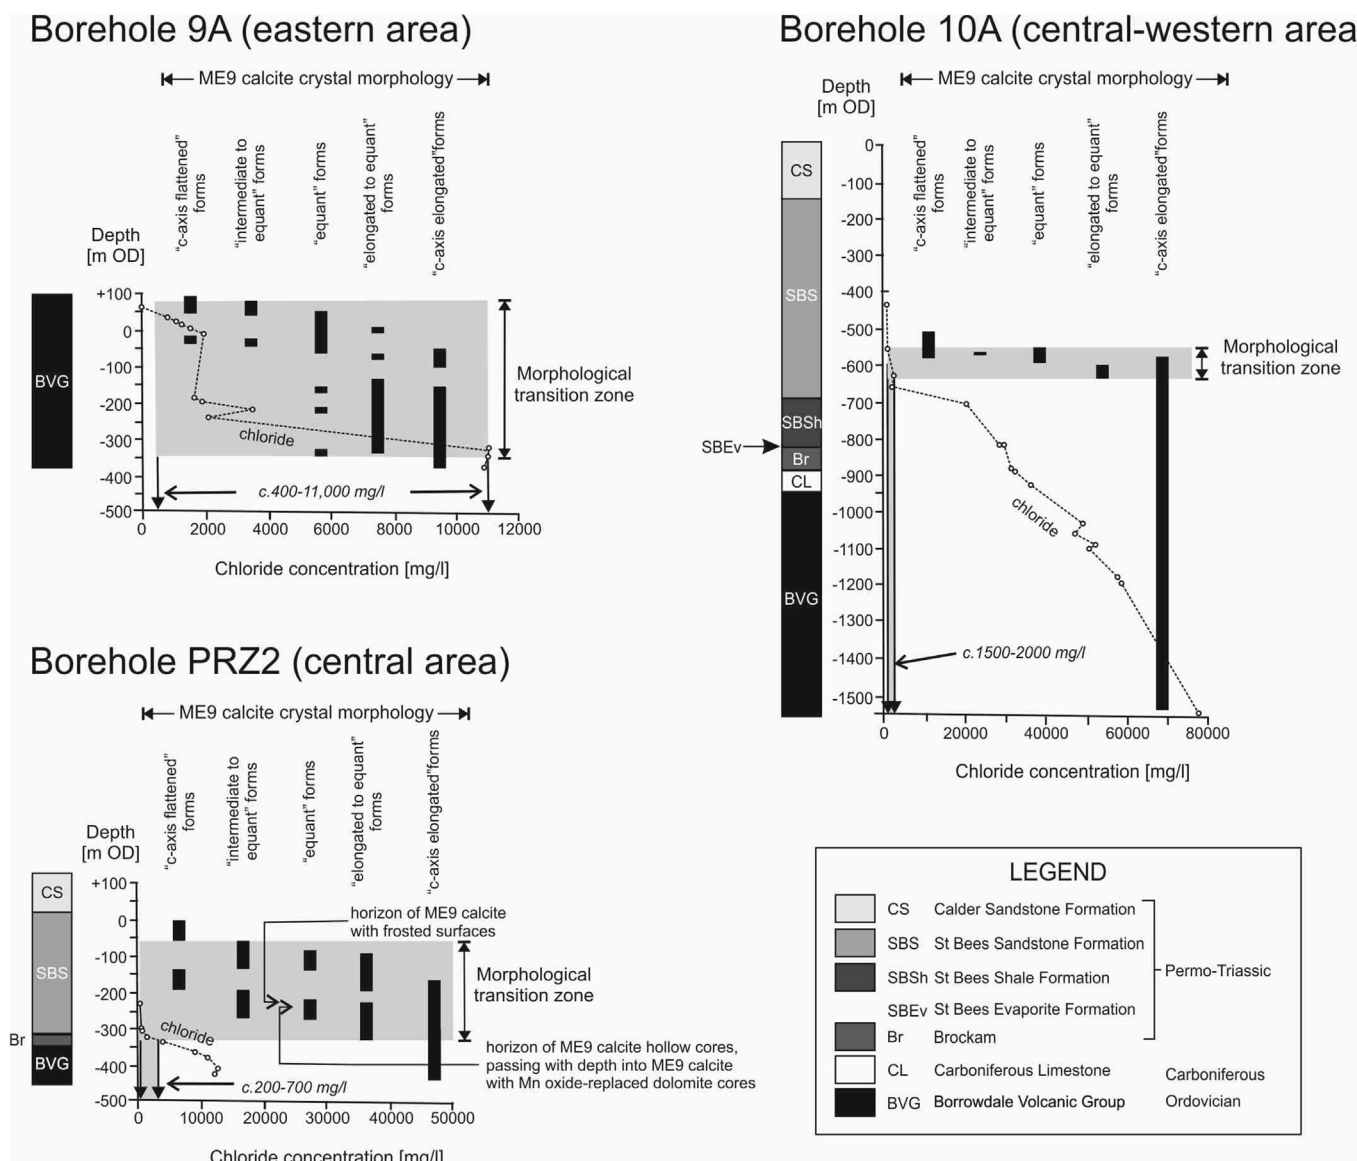 Borehole 9A (eastern area)
ME9 calcite crystal morphology
"c-axis flattened"
forms
"intermediate to
equant" forms
"equant" forms
"elongated to equant"
forms
"c-axis elongated"forms
Depth
[m OD]
+100
0
-100
-200
-300
-400
-500
BVG
chloride
Morphological
transition zone
c.400-11,000 mg/l
0
2000
4000
6000
8000
10000
12000
Chloride concentration [mg/l]
Borehole 10A (central-western area
ME9 calcite crystal morphology
Depth
[m OD]
"c-axis flattened"
forms
"intermediate to
equant" forms
"equant" forms
"elongated to equant"
forms
"c-axis elongated"forms
0
-100
-200
-300
-400
-500
-600
-700
-800
-900
-1000
-1100
-1200
-1300
-1400
-1500
CS
SBS
SBSh
SBEv
Br
CL
BVG
Morphological
transition zone
chloride
c.1500-2000 mg/l
0
20000
40000
60000
80000
Chloride concentration [mg/l]
Borehole PRZ2 (central area)
ME9 calcite crystal morphology
"c-axis flattened"
forms
"intermediate to
equant" forms
"equant" forms
"elongated to equant"
forms
"c-axis elongated"forms
Depth
[m OD]
+100
0
-100
-200
-300
-400
-500
CS
SBS
Br
BVG
horizon of ME9 calcite
with frosted surfaces
Morphological
transition zone
chloride
horizon of ME9 calcite hollow cores,
passing with depth into ME9 calcite
with Mn oxide-replaced dolomite cores
c.200-700 mg/l
0
10000
20000
30000
40000
50000
Chloride concentration [mg/l]
LEGEND
CS Calder Sandstone Formation
SBS St Bees Sandstone Formation
SBSh St Bees Shale Formation
Permo-Triassic
SBEv St Bees Evaporite Formation
Br Brockam
CL Carboniferous Limestone
Carboniferous
BVG Borrowdale Volcanic Group
Ordovician